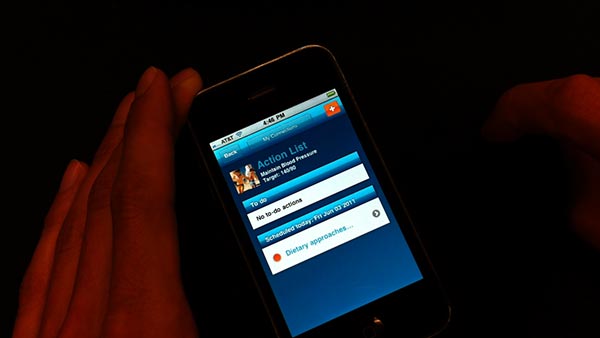 AT&T 4:46 PM
Back My Connections
Action List
Maintain Blood Pressure
Target: 140/90
To do
No to-do actions
Scheduled today- Fri Jun 03 2011
Dietary approaches...